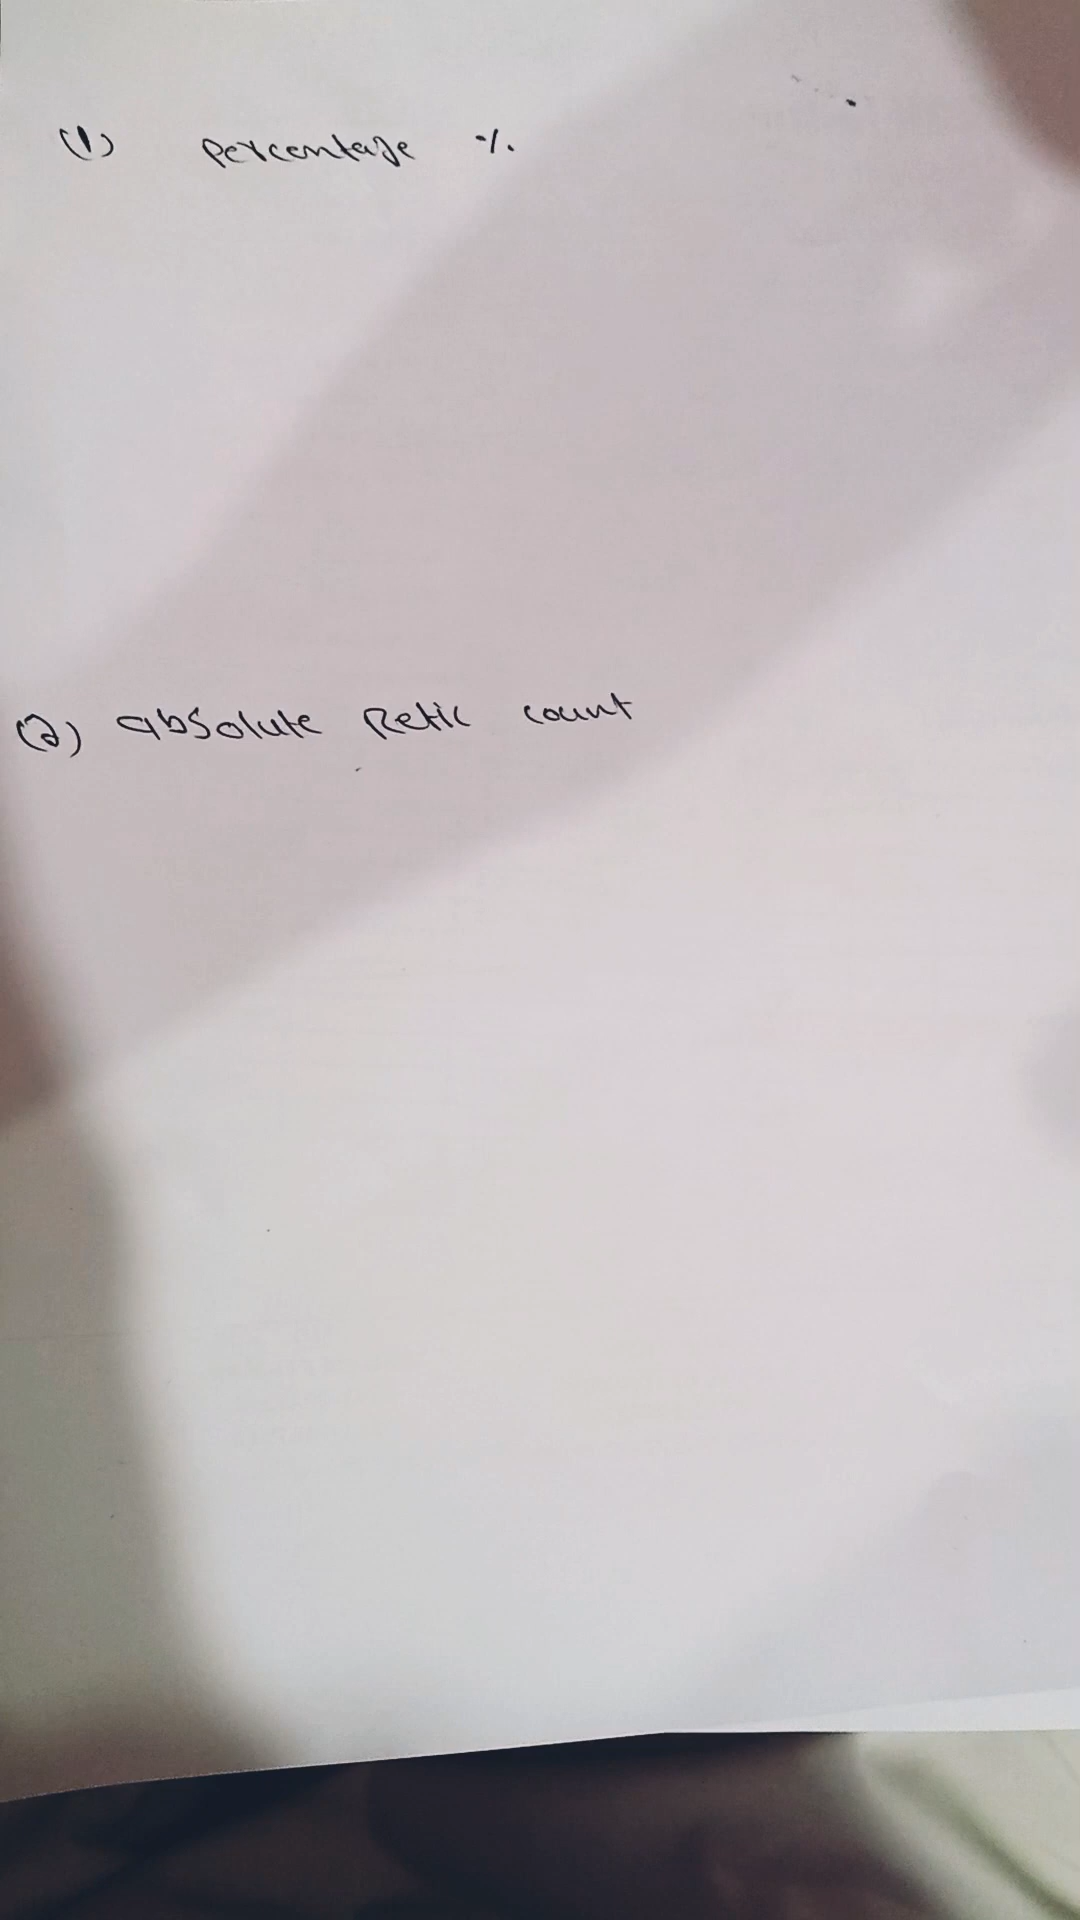 (1) Percentage %.
(2) absolute Retic count